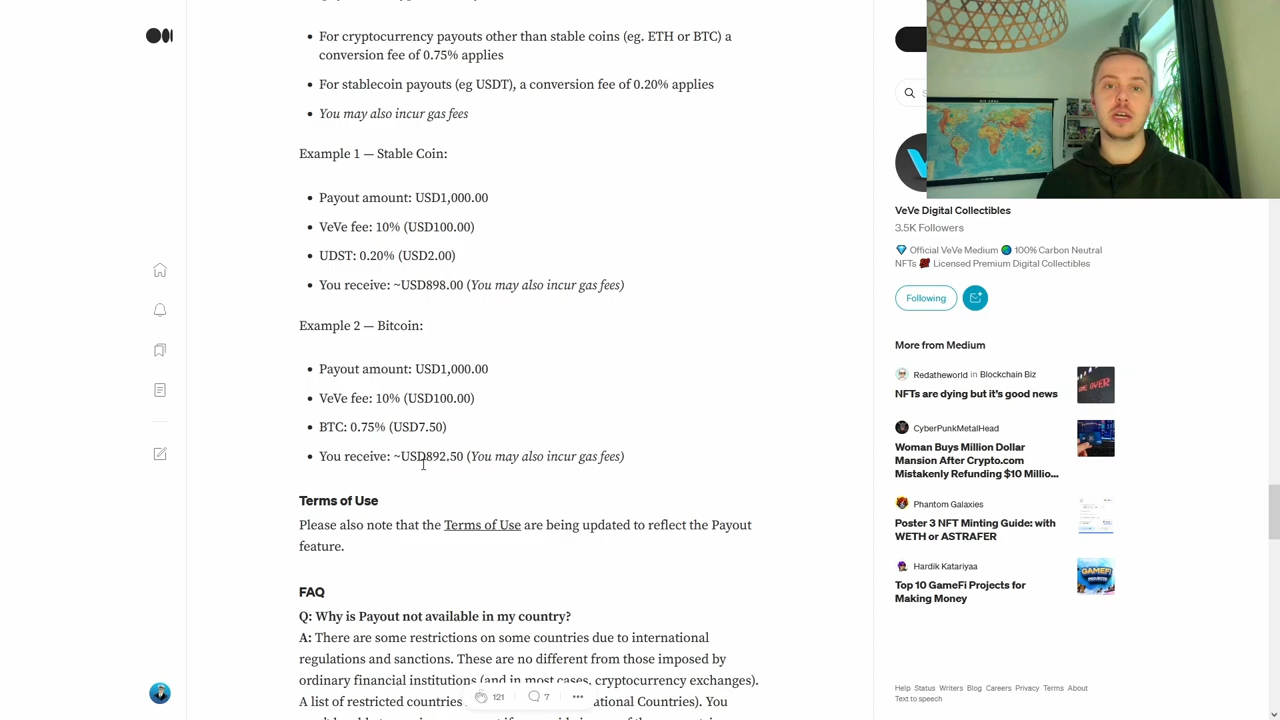 For cryptocurrency payouts other than stable coins (eg. ETH or BTC) a
conversion fee of 0.75% applies
For stablecoin payouts (eg USDT), a conversion fee of 0.20% applies
You may also incur gas fees
Example 1 — Stable Coin:
Payout amount: USD1,000.00
VeVe fee: 10% (USD100.00)
UDST: 0.20% (USD2.00)
You receive: ~USD898.00 (You may also incur gas fees)
Example 2 — Bitcoin:
Payout amount: USD1,000.00
VeVe fee: 10% (USD100.00)
BTC: 0.75% (USD7.50)
You receive: ~USD892.50 (You may also incur gas fees)
Terms of Use
Please also note that the Terms of Use are being updated to reflect the Payout
feature.
FAQ
Q: Why is Payout not available in my country?
A: There are some restrictions on some countries due to international
regulations and sanctions. These are no different from those imposed by
ordinary financial institutions (and in most cases, cryptocurrency exchanges).
A list of restricted countries
ational Countries). You
121
7
VeVe Digital Collectibles
3.5K Followers
Official VeVe Medium 100% Carbon Neutral
NFTs Licensed Premium Digital Collectibles
Following
More from Medium
Redatheworld in Blockchain Biz
NFTs are dying but it's good news
CyberPunkMetalHead
Woman Buys Million Dollar
Mansion After Crypto.com
Mistakenly Refunding $10 Millio...
Phantom Galaxies
Poster 3 NFT Minting Guide: with
WETH or ASTRAFER
Hardik Katariyaa
Top 10 GameFi Projects for
Making Money
Help Status Writers Blog Careers Privacy Terms About
Text to speech